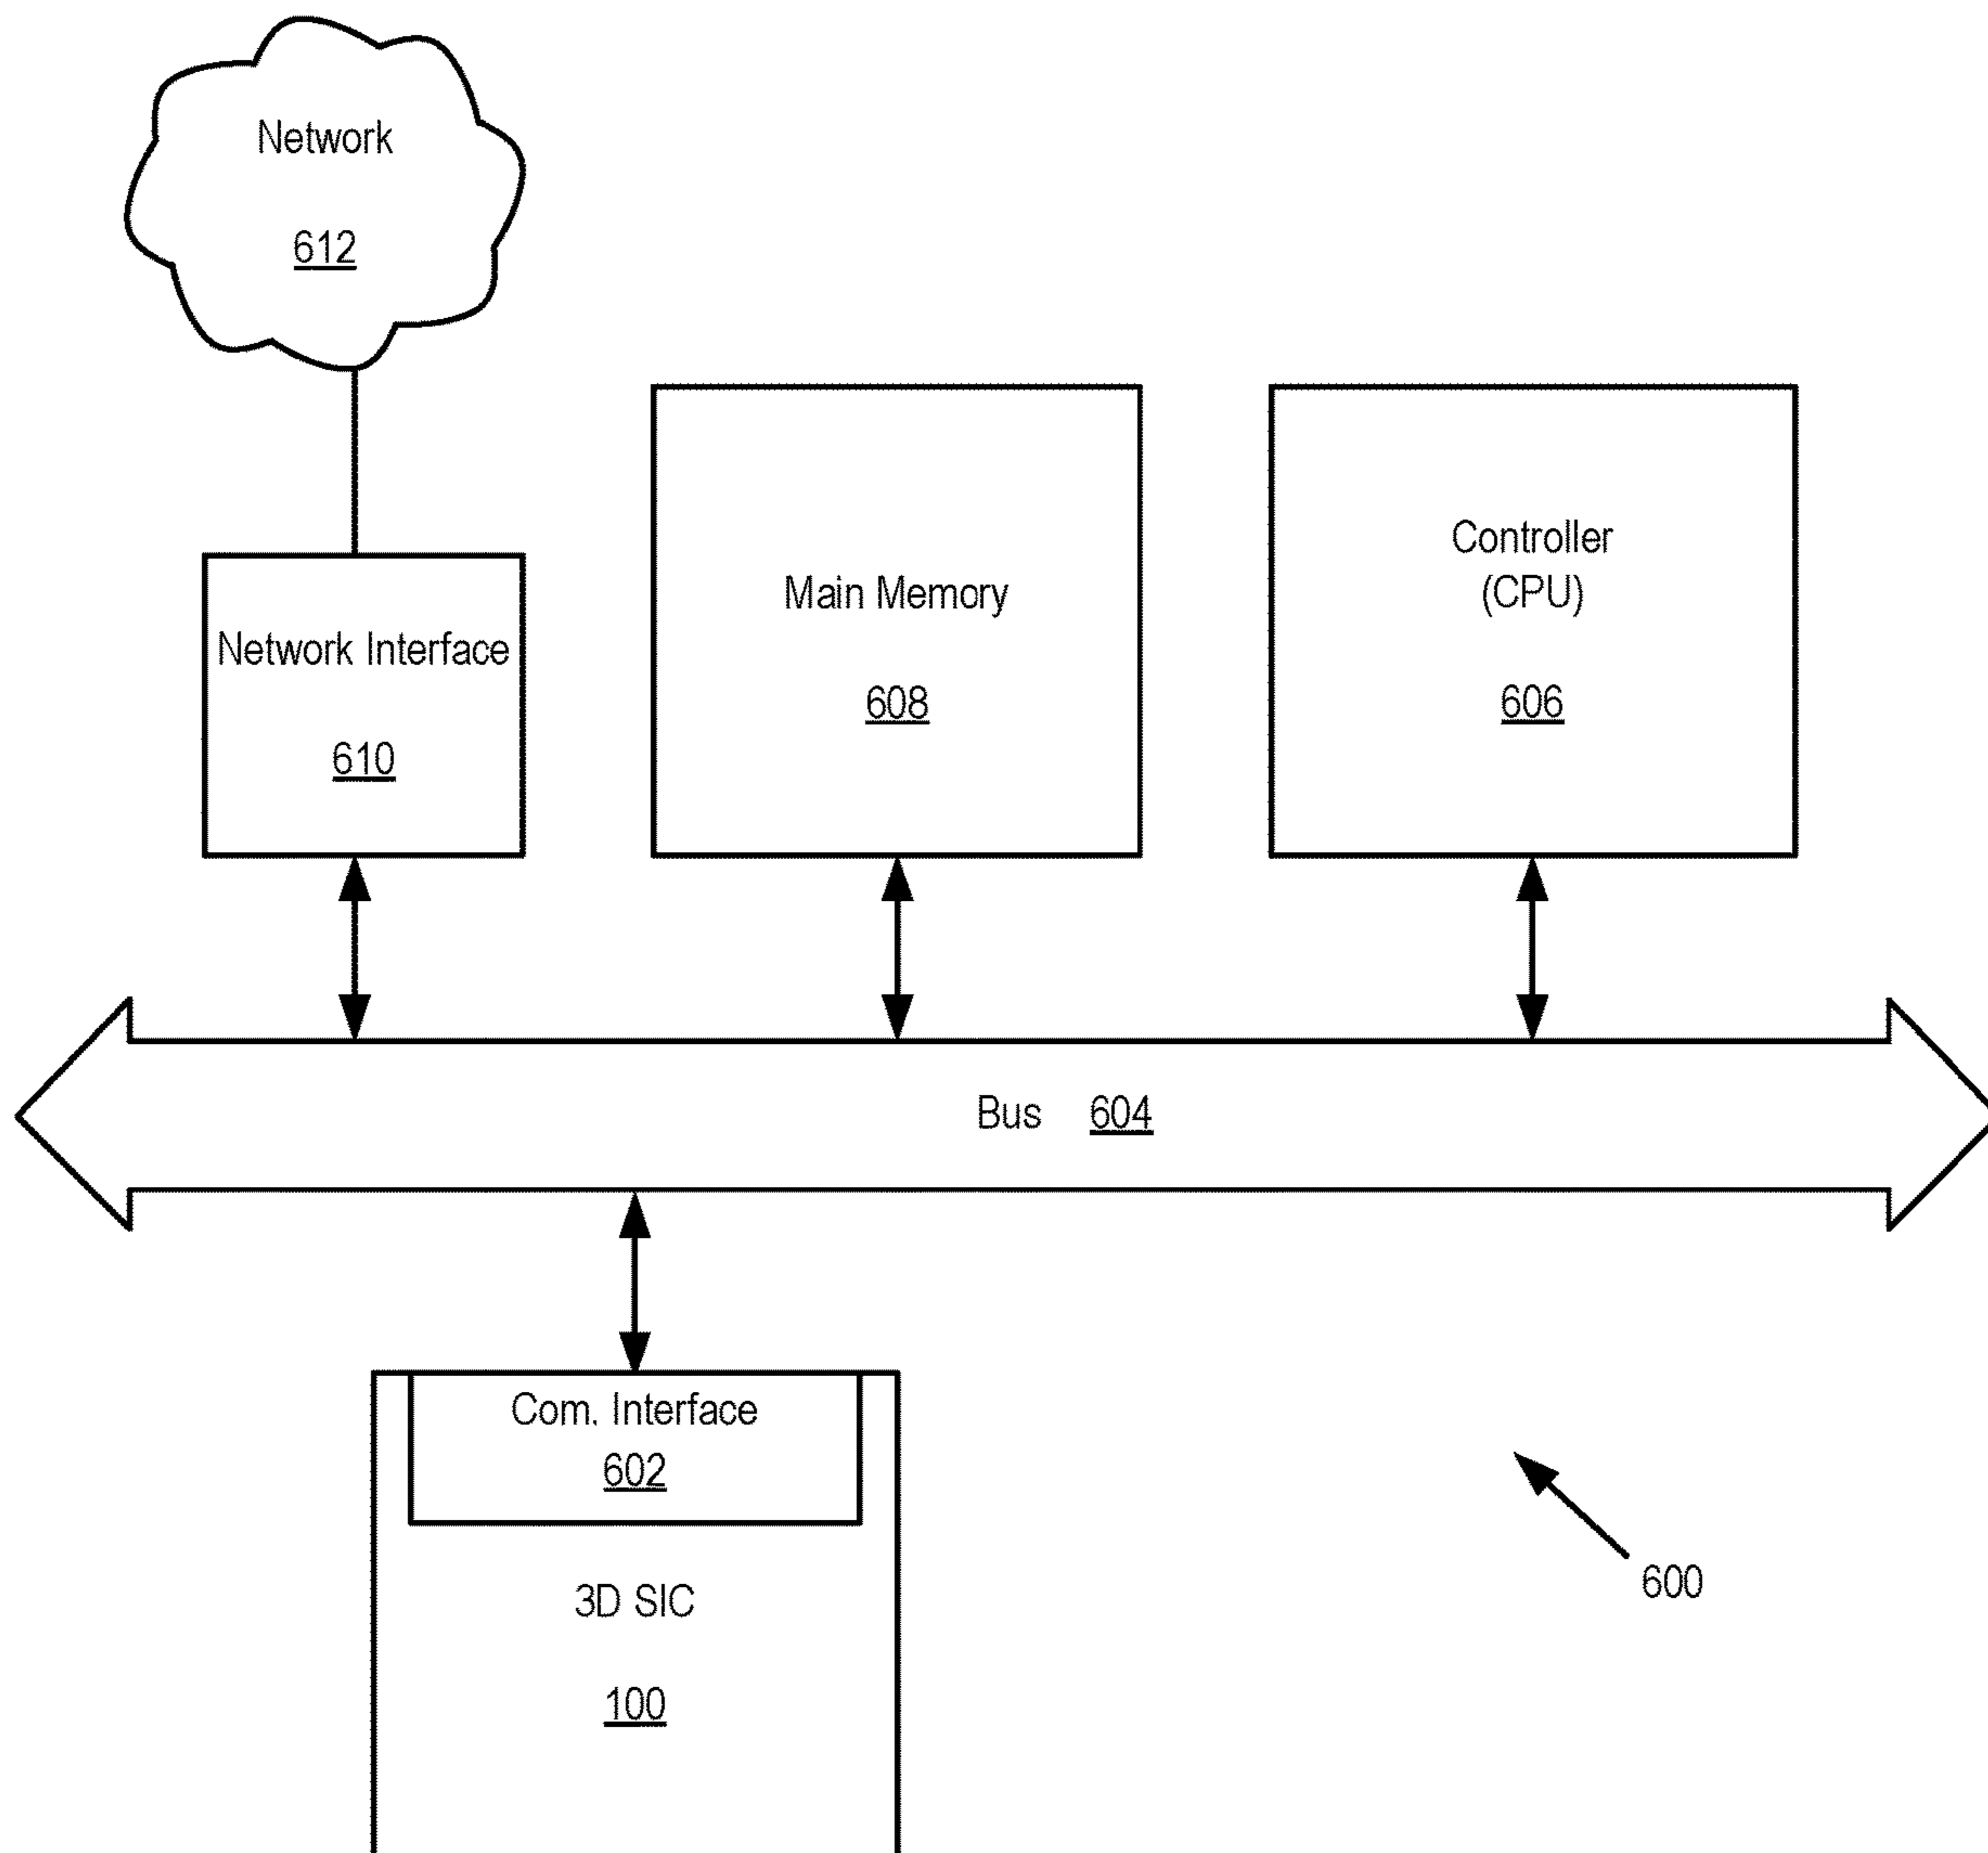 Network
612
Network Interface
610
Main Memory
608
Controller
(CPU)
606
Bus 604
Com. Interface
602
3D SIC
100
600